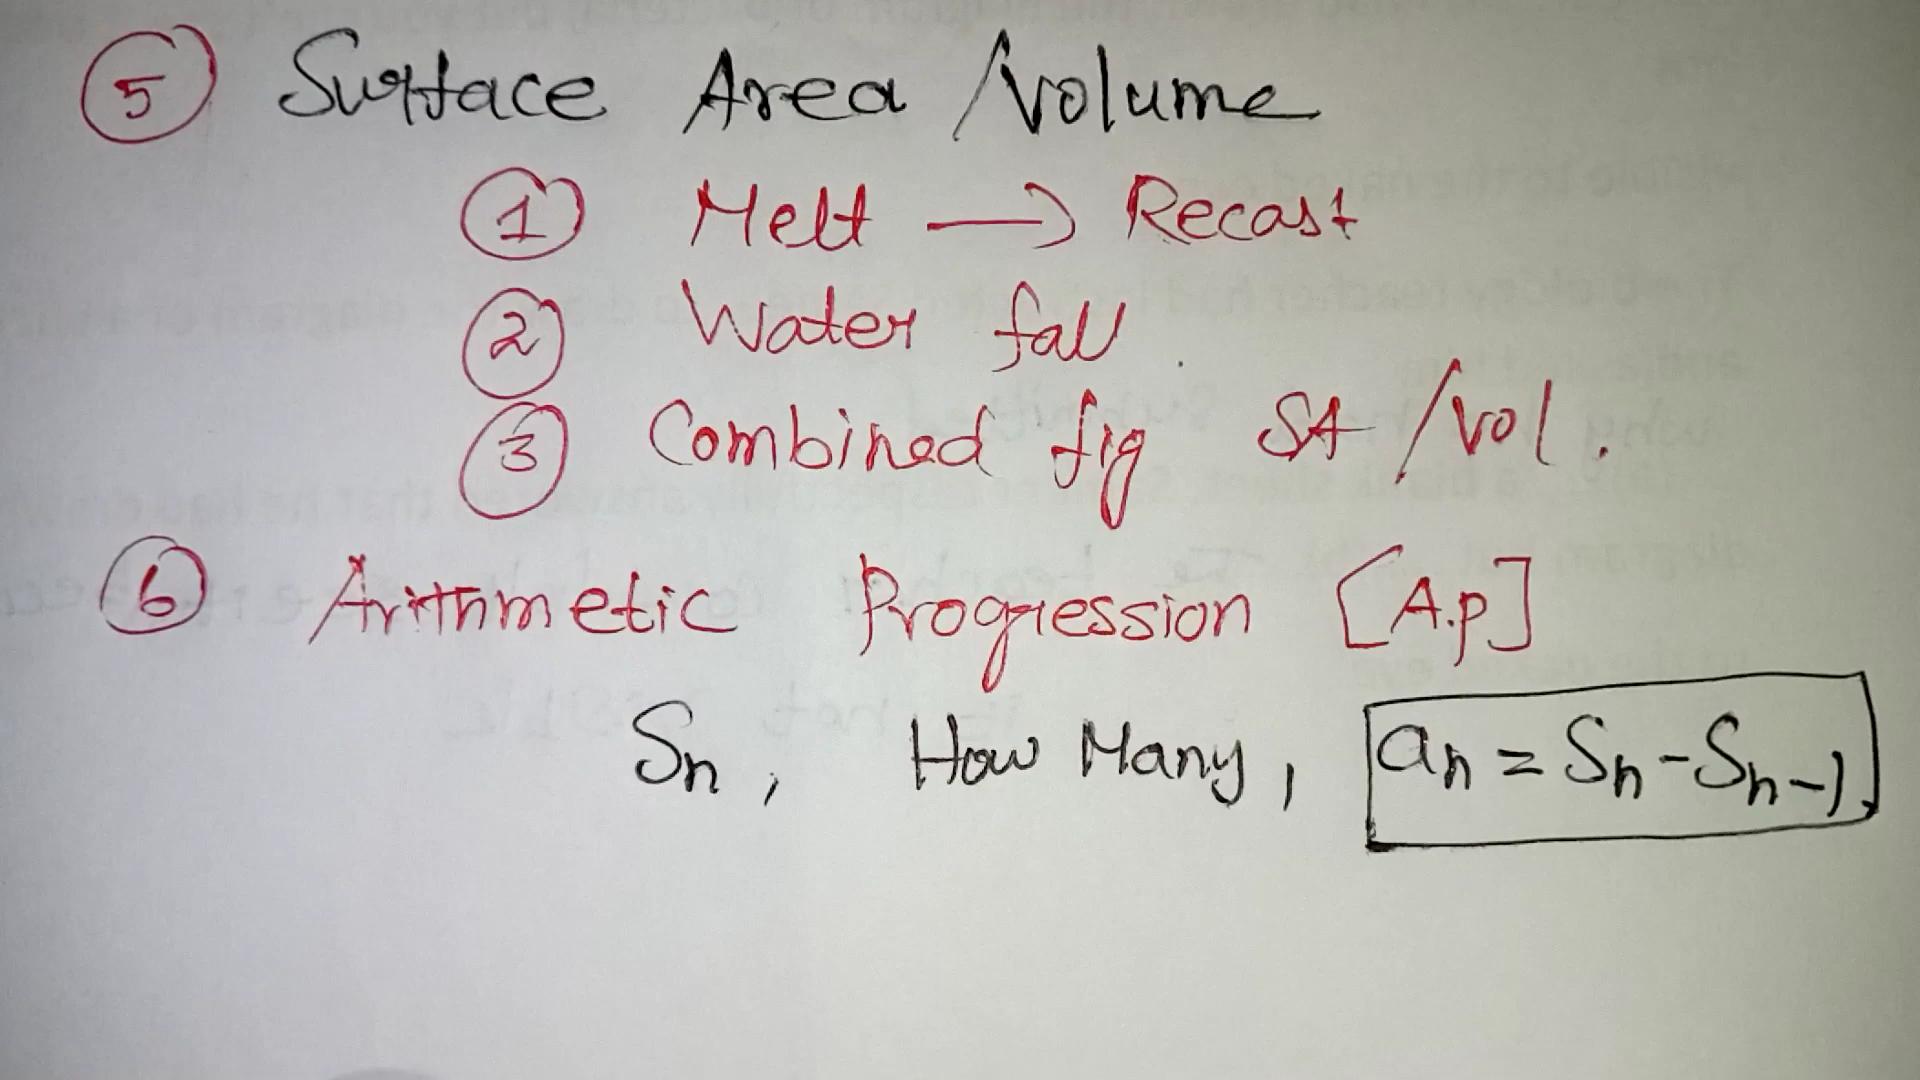 5 Surface Area / Volume
1 Melt → Recast
2 Water fall
3 Combined fig SA / Vol.
6 Arithmetic Progression [A.P]
Sn, How Many, an = Sn - Sn-1